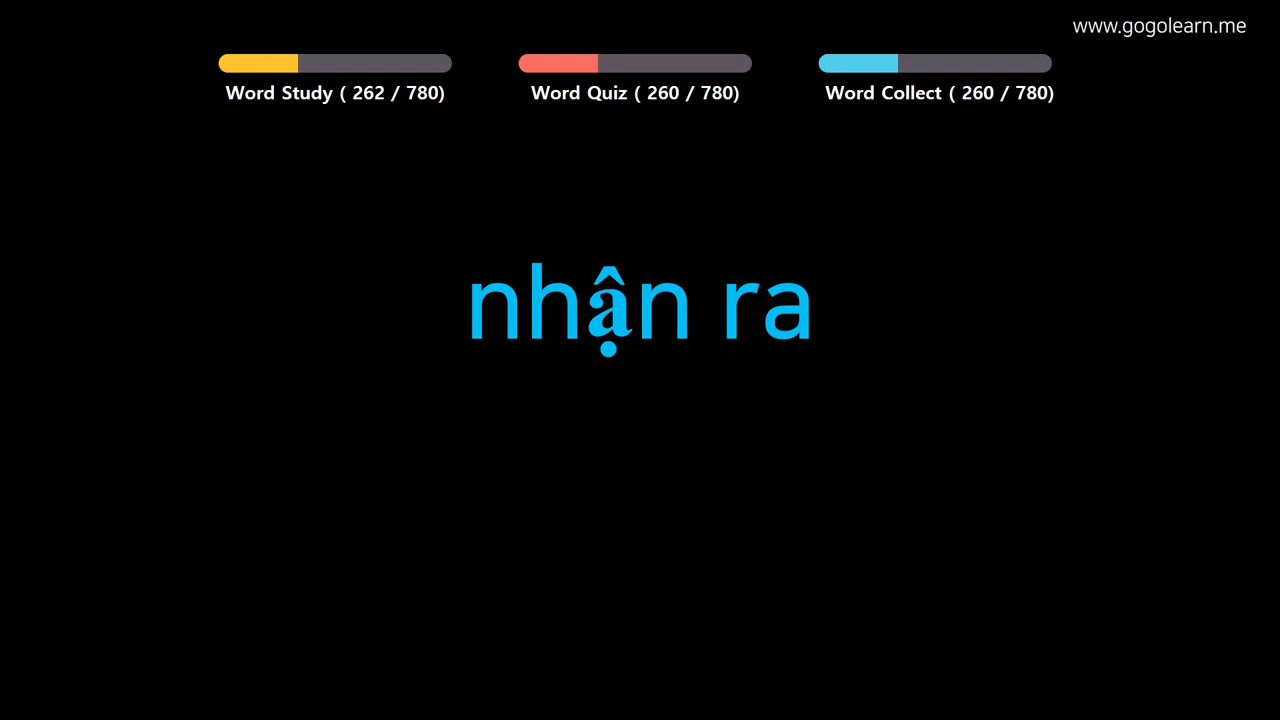 www.gogolearn.me
Word Study ( 262 / 780)
Word Quiz ( 260 / 780)
Word Collect ( 260 / 780)
nhận ra